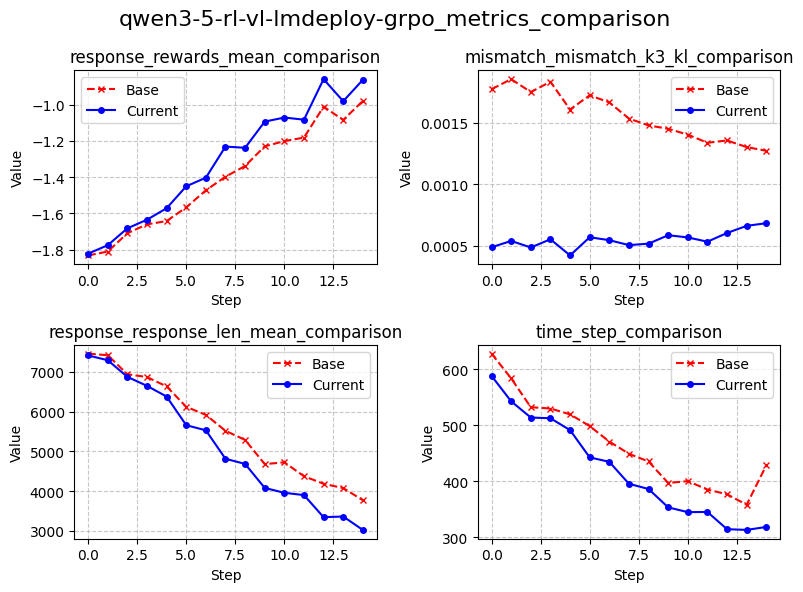 qwen3-5-rl-vl-lmdeploy-grpo_metrics_comparison
response_rewards_mean_comparison
Base
Current
Value
−1.0
−1.2
−1.4
−1.6
−1.8
0.0 2.5 5.0 7.5 10.0 12.5
Step
mismatch_mismatch_k3_kl_comparison
Base
Current
Value
0.0015
0.0010
0.0005
0.0 2.5 5.0 7.5 10.0 12.5
Step
response_response_len_mean_comparison
Base
Current
Value
7000
6000
5000
4000
3000
0.0 2.5 5.0 7.5 10.0 12.5
Step
time_step_comparison
Base
Current
Value
600
500
400
300
0.0 2.5 5.0 7.5 10.0 12.5
Step